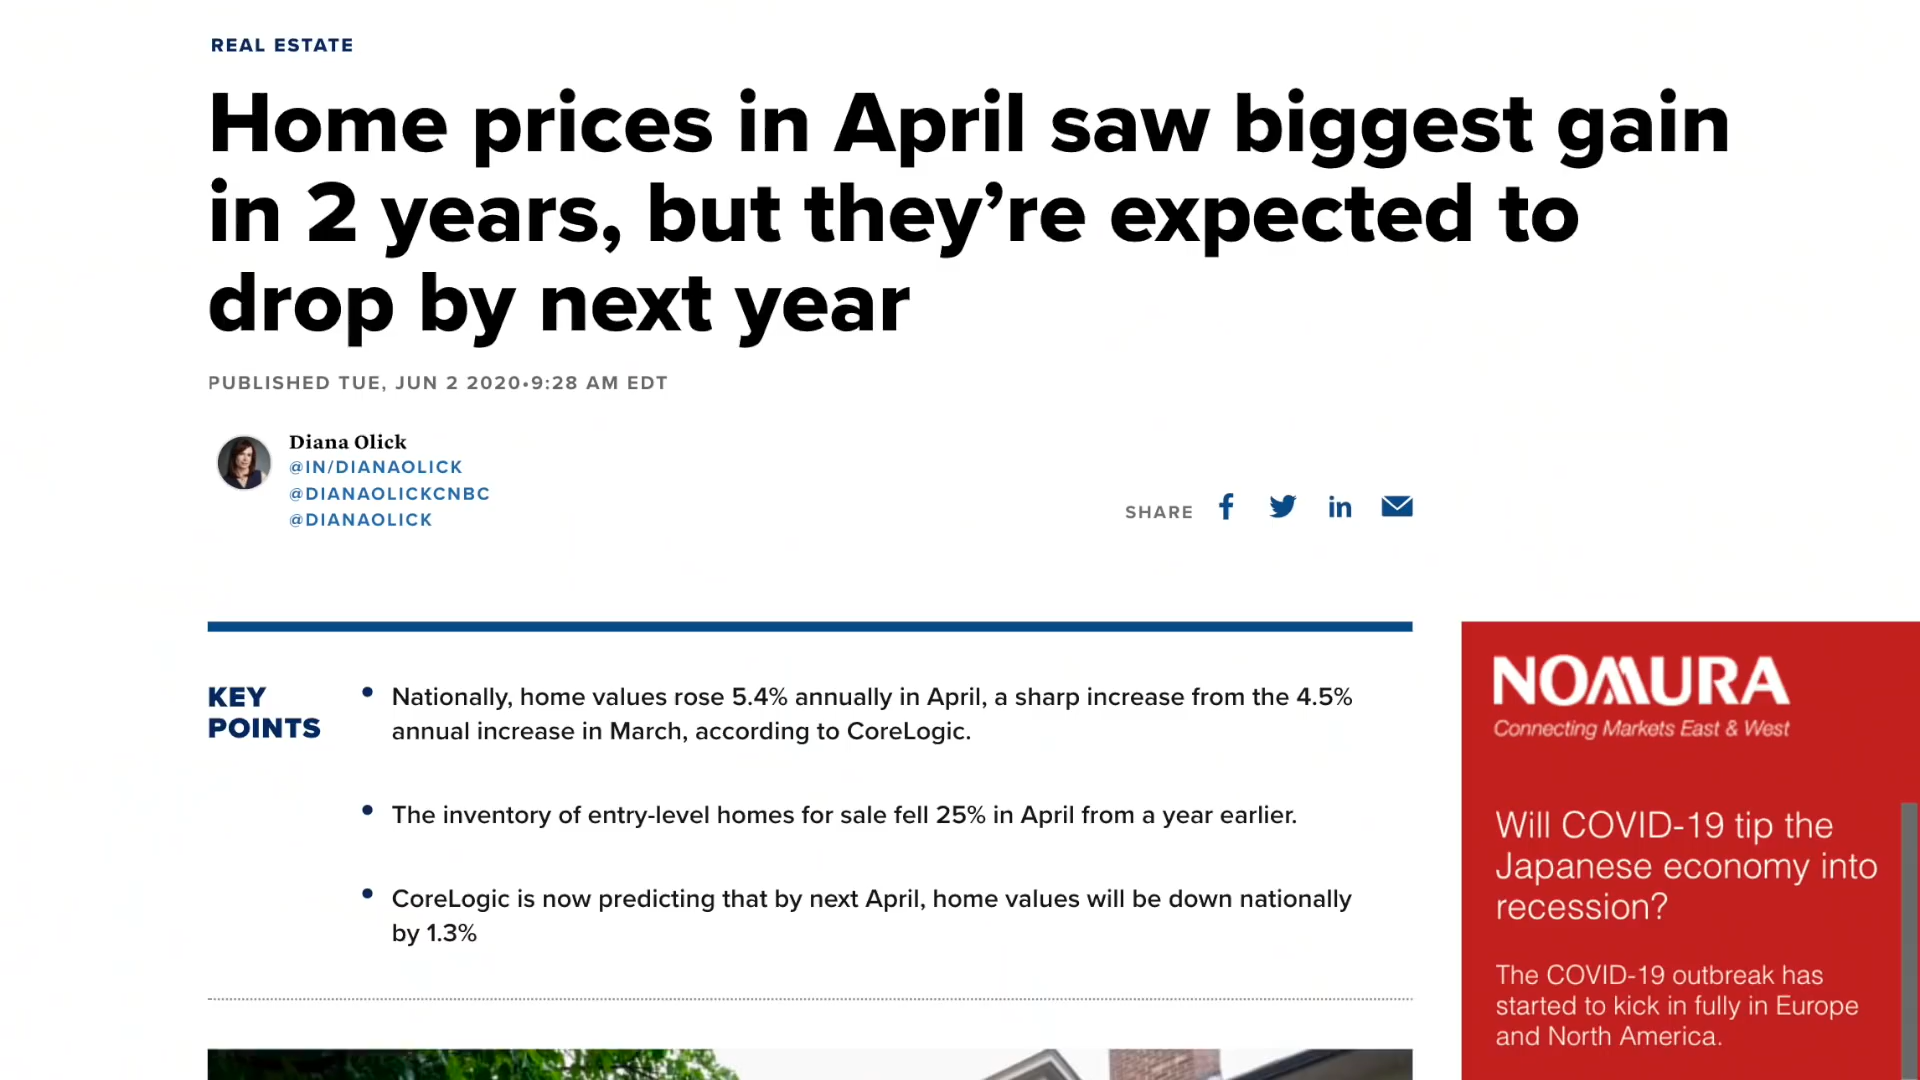 REAL ESTATE
Home prices in April saw biggest gain
in 2 years, but they’re expected to
drop by next year
PUBLISHED TUE, JUN 2 2020•9:28 AM EDT
Diana Olick
@IN/DIANAOLICK
@DIANAOLICKCNBC
@DIANAOLICK
SHARE
KEY
POINTS
• Nationally, home values rose 5.4% annually in April, a sharp increase from the 4.5%
annual increase in March, according to CoreLogic.
• The inventory of entry-level homes for sale fell 25% in April from a year earlier.
• CoreLogic is now predicting that by next April, home values will be down nationally
by 1.3%
NOMURA
Connecting Markets East & West
Will COVID-19 tip the
Japanese economy into
recession?
The COVID-19 outbreak has
started to kick in fully in Europe
and North America.